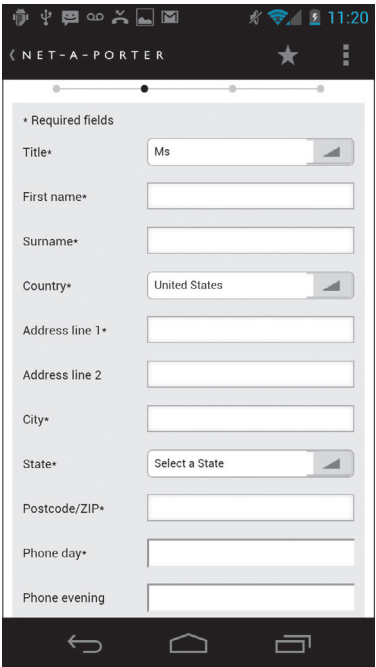 11:20
NET-A-PORTER
* Required fields
Title* Ms
First name*
Surname*
Country* United States
Address line 1*
Address line 2
City*
State* Select a State
Postcode/ZIP*
Phone day*
Phone evening